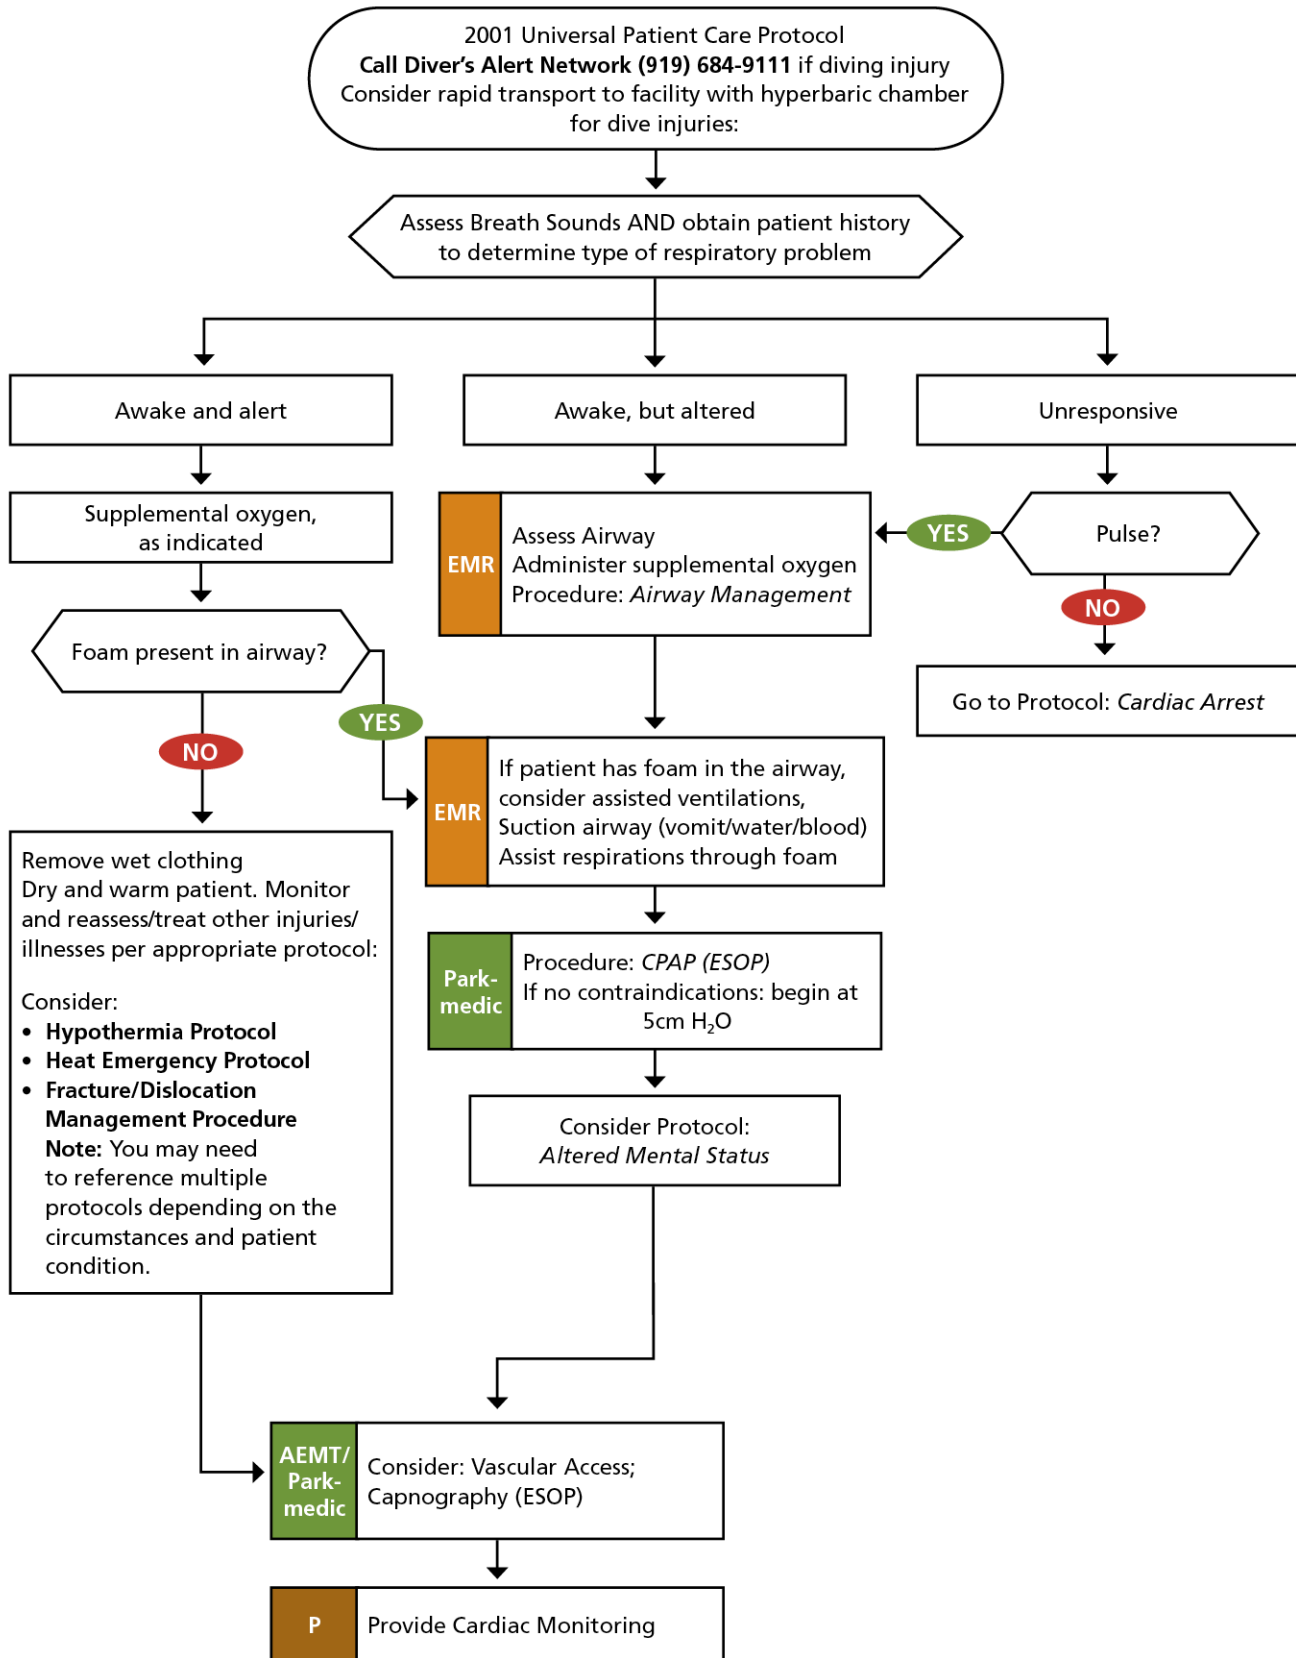 2001 Universal Patient Care Protocol
Call Diver’s Alert Network (919) 684-9111 if diving injury
Consider rapid transport to facility with hyperbaric chamber
for dive injuries:
Assess Breath Sounds AND obtain patient history
to determine type of respiratory problem
Awake and alert
Awake, but altered
Unresponsive
Supplemental oxygen,
as indicated
EMR
Assess Airway
Administer supplemental oxygen
Procedure: Airway Management
YES
Pulse?
NO
Go to Protocol: Cardiac Arrest
Foam present in airway?
YES
NO
EMR
If patient has foam in the airway,
consider assisted ventilations,
Suction airway (vomit/water/blood)
Assist respirations through foam
Remove wet clothing
Dry and warm patient. Monitor
and reassess/treat other injuries/
illnesses per appropriate protocol:
Consider:
• Hypothermia Protocol
• Heat Emergency Protocol
• Fracture/Dislocation
Management Procedure
Note: You may need
to reference multiple
protocols depending on the
circumstances and patient
condition.
Park-
medic
Procedure: CPAP (ESOP)
If no contraindications: begin at
5cm H₂O
Consider Protocol:
Altered Mental Status
AEMT/
Park-
medic
Consider: Vascular Access;
Capnography (ESOP)
P
Provide Cardiac Monitoring